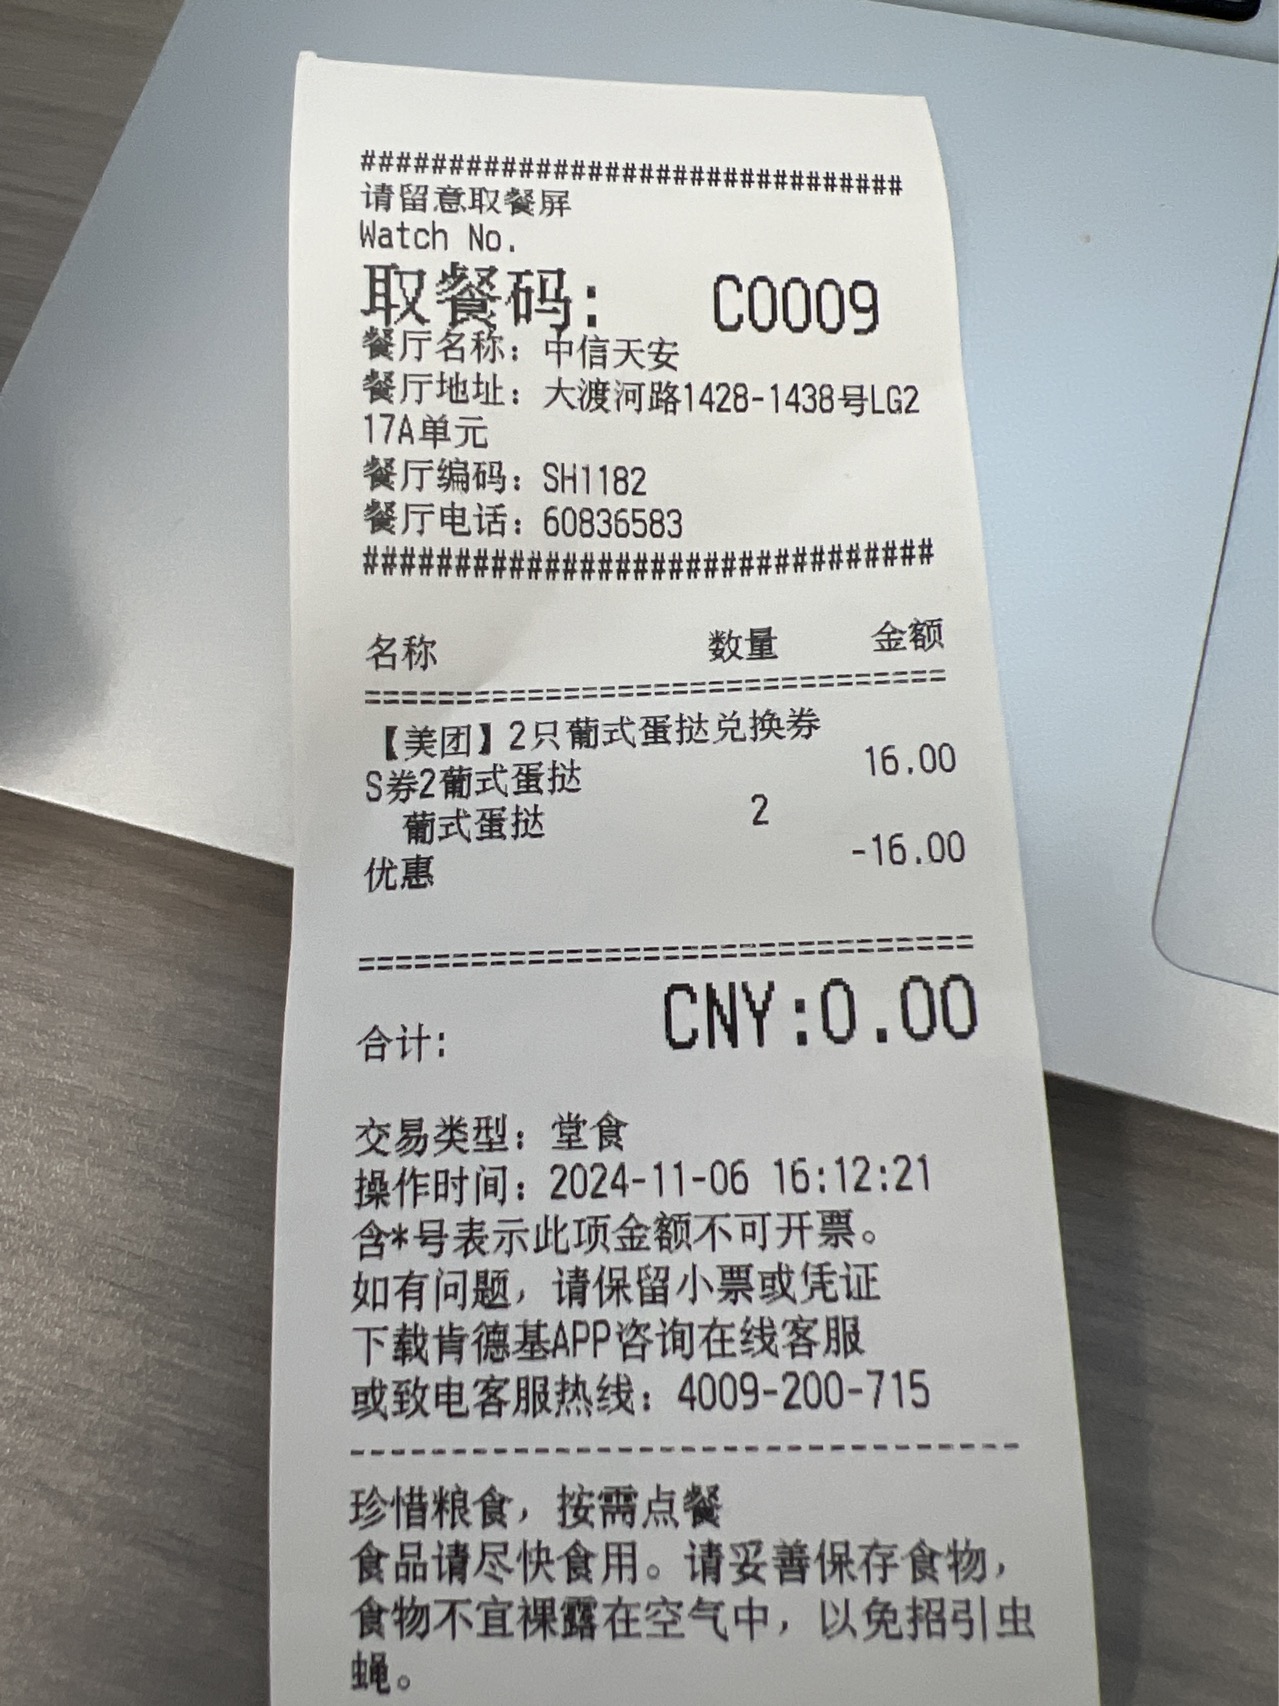 ################################
请留意取餐屏
Watch No.
取餐码: C0009
餐厅名称: 中信天安
餐厅地址: 大渡河路1428-1438号LG2
17A单元
餐厅编码: SH1182
餐厅电话: 60836583
################################
名称 数量 金额
================================
【美团】2只葡式蛋挞兑换券
S券2葡式蛋挞 16.00
葡式蛋挞 2
优惠 -16.00
================================
合计: CNY:0.00
交易类型: 堂食
操作时间: 2024-11-06 16:12:21
含*号表示此项金额不可开票。
如有问题, 请保留小票或凭证
下载肯德基APP咨询在线客服
或致电客服热线: 4009-200-715
--------------------------------
珍惜粮食, 按需点餐
食品请尽快食用。请妥善保存食物,
食物不宜裸露在空气中, 以免招引虫
蝇。